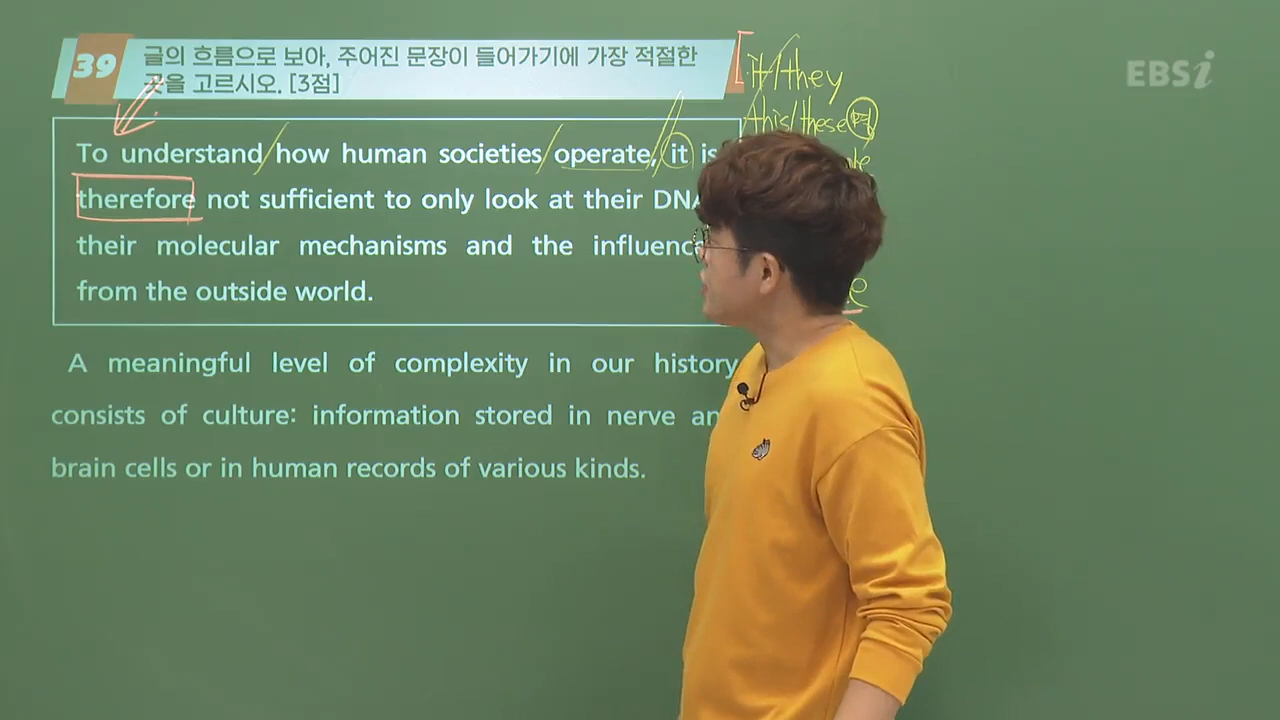 39 글의 흐름으로 보아, 주어진 문장이 들어가기에 가장 적절한
곳을 고르시오. [3점]
it/they
this/these
EBSi
To understand how human societies operate, it is
therefore not sufficient to only look at their DNA
their molecular mechanisms and the influence
from the outside world.
A meaningful level of complexity in our history
consists of culture: information stored in nerve an
brain cells or in human records of various kinds.